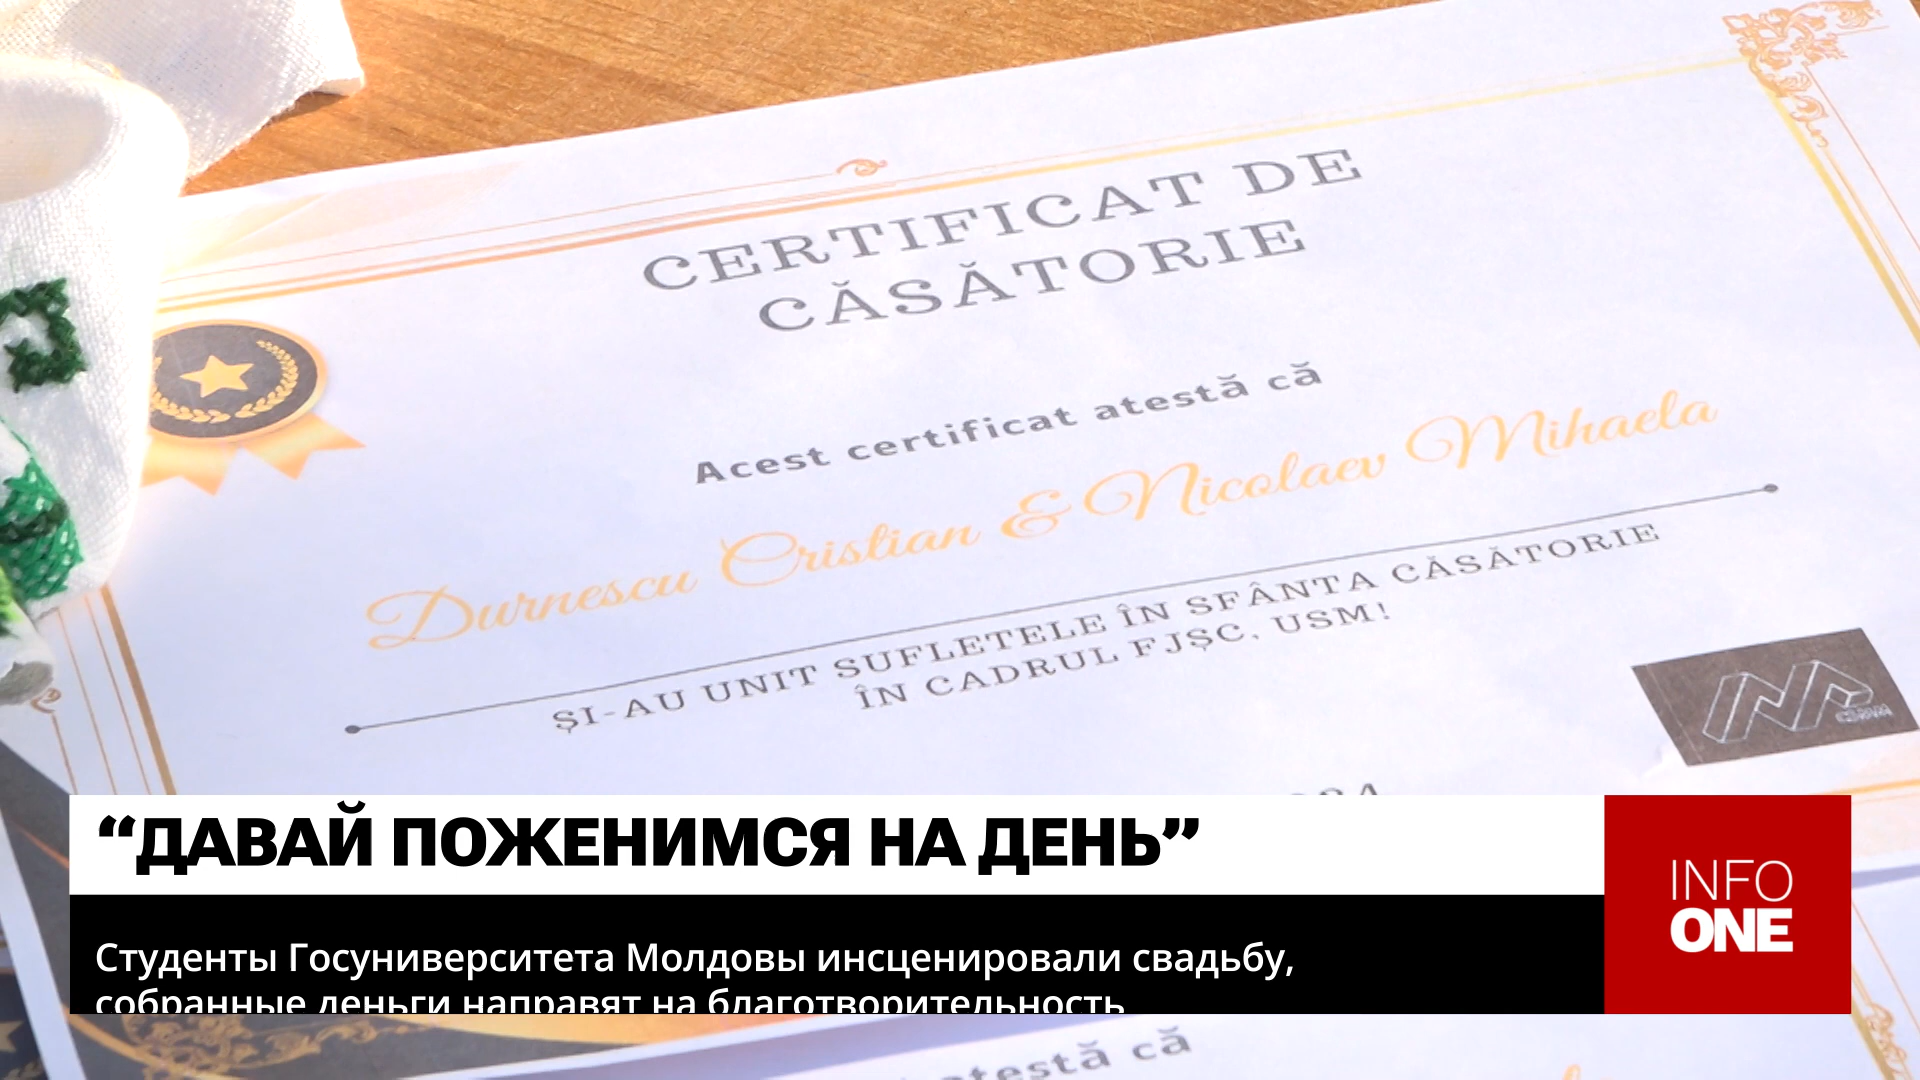 CERTIFICAT DE
CĂSĂTORIE
Acest certificat atestă că
Durnescu Cristian & Nicolaev Mihaela
ȘI-AU UNIT SUFLETELE ÎN SFÂNTA CĂSĂTORIE
ÎN CADRUL FJȘC, USM!
“ДАВАЙ ПОЖЕНИМСЯ НА ДЕНЬ”
Студенты Госуниверситета Молдовы инсценировали свадьбу,
собранные деньги направят на благотворительность
INFO
ONE
atestă că